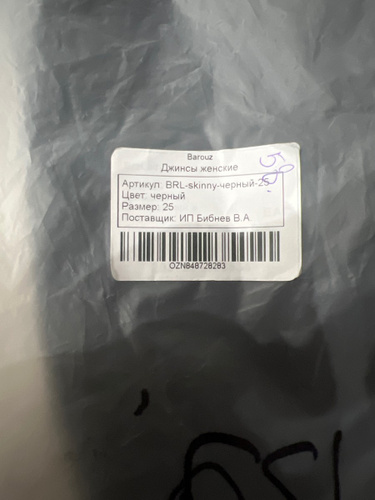 Barouz
Джинсы женские
Артикул: BRL-skinny-черный-25
Цвет: черный
Размер: 25
Поставщик: ИП Бибнев В.А
OZN848728283